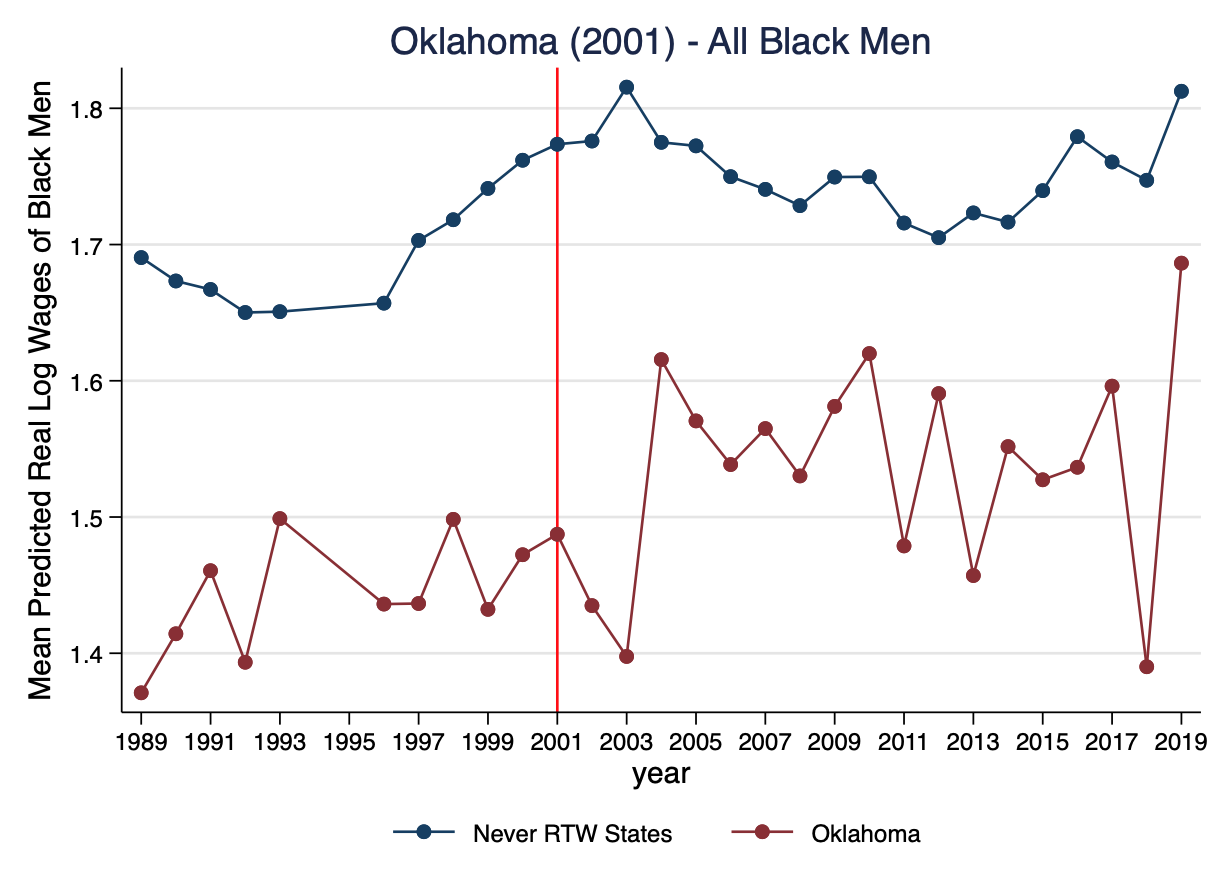 Oklahoma (2001) - All Black Men
Mean Predicted Real Log Wages of Black Men
1.8
1.7
1.6
1.5
1.4
1989 1991 1993 1995 1997 1999 2001 2003 2005 2007 2009 2011 2013 2015 2017 2019
year
Never RTW States Oklahoma